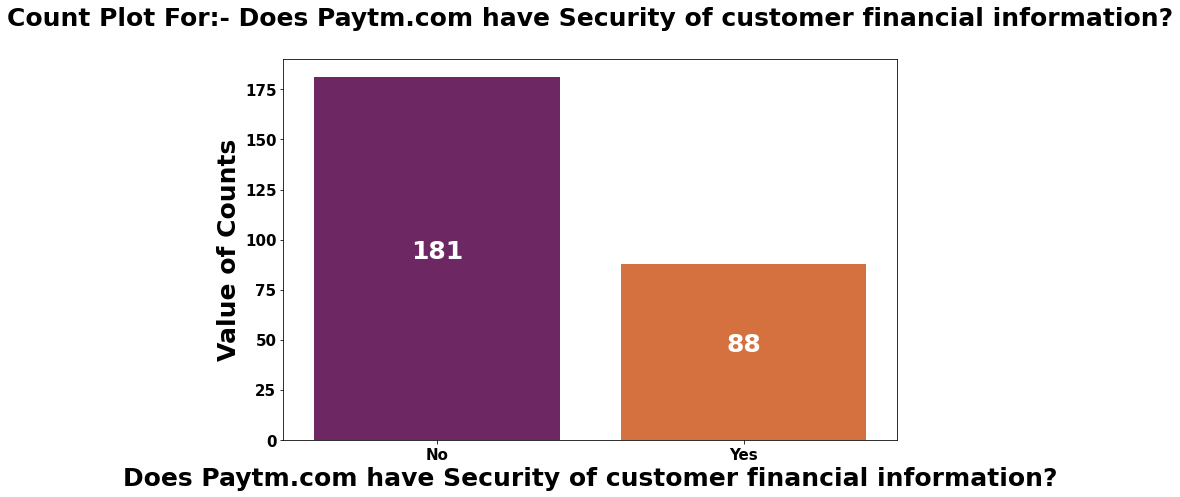 Count Plot For:- Does Paytm.com have Security of customer financial information?
Value of Counts
175
150
125
100
75
50
25
0
181
88
No
Yes
Does Paytm.com have Security of customer financial information?